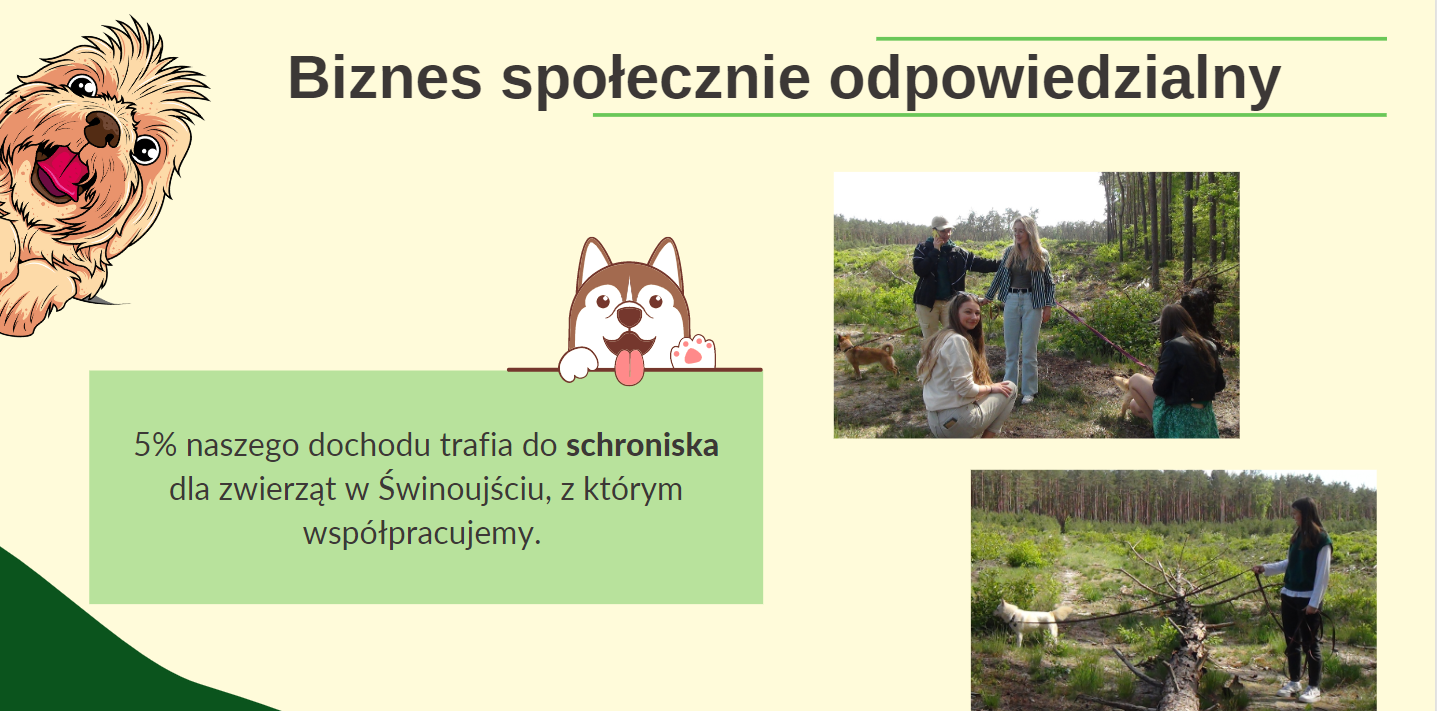 Biznes społecznie odpowiedzialny
5% naszego dochodu trafia do schroniska
dla zwierząt w Świnoujściu, z którym
współpracujemy.